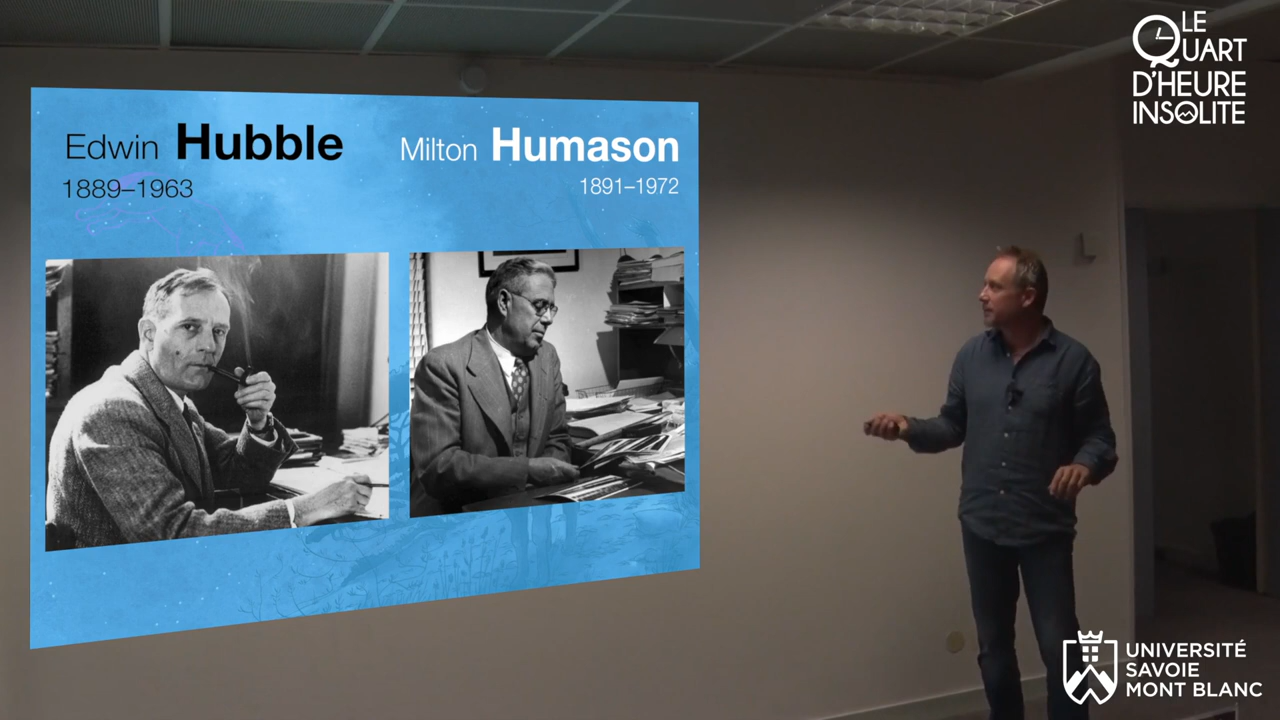 LE
QUART
D'HEURE
INSOLITE
Edwin Hubble
1889–1963
Milton Humason
1891–1972
UNIVERSITÉ
SAVOIE
MONT BLANC